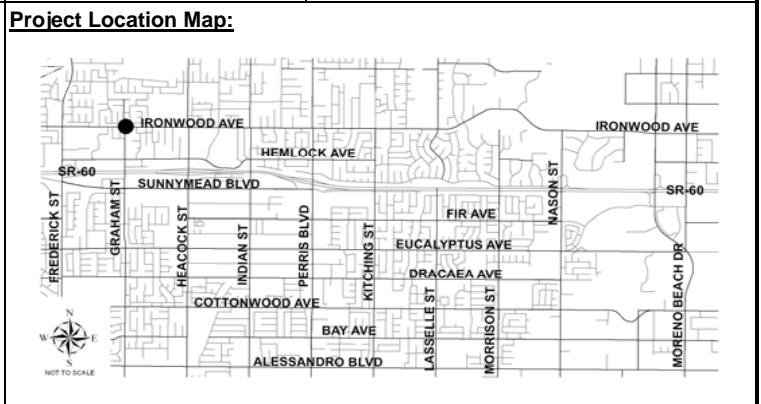 Project Location Map:
IRONWOOD AVE
IRONWOOD AVE
HEMLOCK AVE
SR-60
SUNNYMEAD BLVD
SR-60
FIR AVE
EUCALYPTUS AVE
DRACAEA AVE
COTTONWOOD AVE
BAY AVE
ALESSANDRO BLVD
FREDERICK ST
GRAHAM ST
HEACOCK ST
INDIAN ST
PERRIS BLVD
KITCHING ST
LASSELLE ST
MORRISON ST
NASON ST
MORENO BEACH DR
N
W E
S
NOT TO SCALE